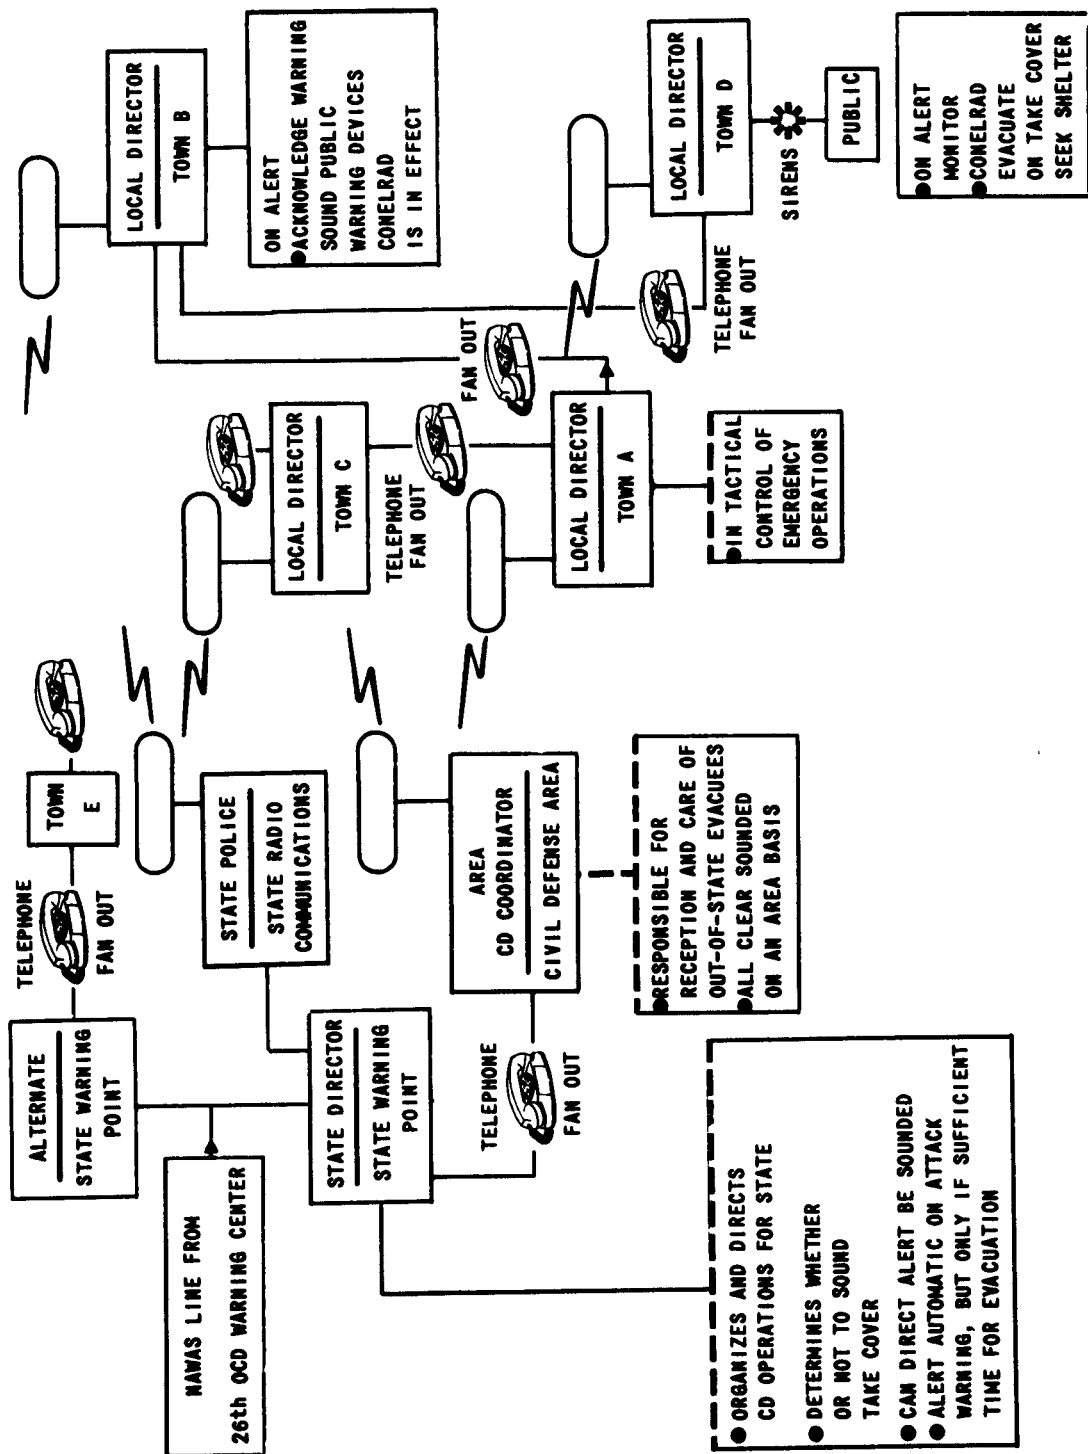 NAWAS LINE FROM
26th OCD WARNING CENTER
ALTERNATE
STATE WARNING
POINT
TELEPHONE
FAN OUT
TOWN
E
STATE DIRECTOR
STATE WARNING
POINT
STATE POLICE
STATE RADIO
COMMUNICATIONS
TELEPHONE
FAN OUT
AREA
CD COORDINATOR
CIVIL DEFENSE AREA
● ORGANIZES AND DIRECTS
CD OPERATIONS FOR STATE
● DETERMINES WHETHER
OR NOT TO SOUND
TAKE COVER
● CAN DIRECT ALERT BE SOUNDED
● ALERT AUTOMATIC ON ATTACK
WARNING, BUT ONLY IF SUFFICIENT
TIME FOR EVACUATION
● RESPONSIBLE FOR
RECEPTION AND CARE OF
OUT-OF-STATE EVACUEES
● ALL CLEAR SOUNDED
ON AN AREA BASIS
LOCAL DIRECTOR
TOWN C
TELEPHONE
FAN OUT
LOCAL DIRECTOR
TOWN A
● IN TACTICAL
CONTROL OF
EMERGENCY
OPERATIONS
FAN OUT
LOCAL DIRECTOR
TOWN B
ON ALERT
● ACKNOWLEDGE WARNING
SOUND PUBLIC
WARNING DEVICES
CONELRAD
IS IN EFFECT
TELEPHONE
FAN OUT
LOCAL DIRECTOR
TOWN D
SIRENS
PUBLIC
● ON ALERT
MONITOR
● CONELRAD
EVACUATE
ON TAKE COVER
SEEK SHELTER